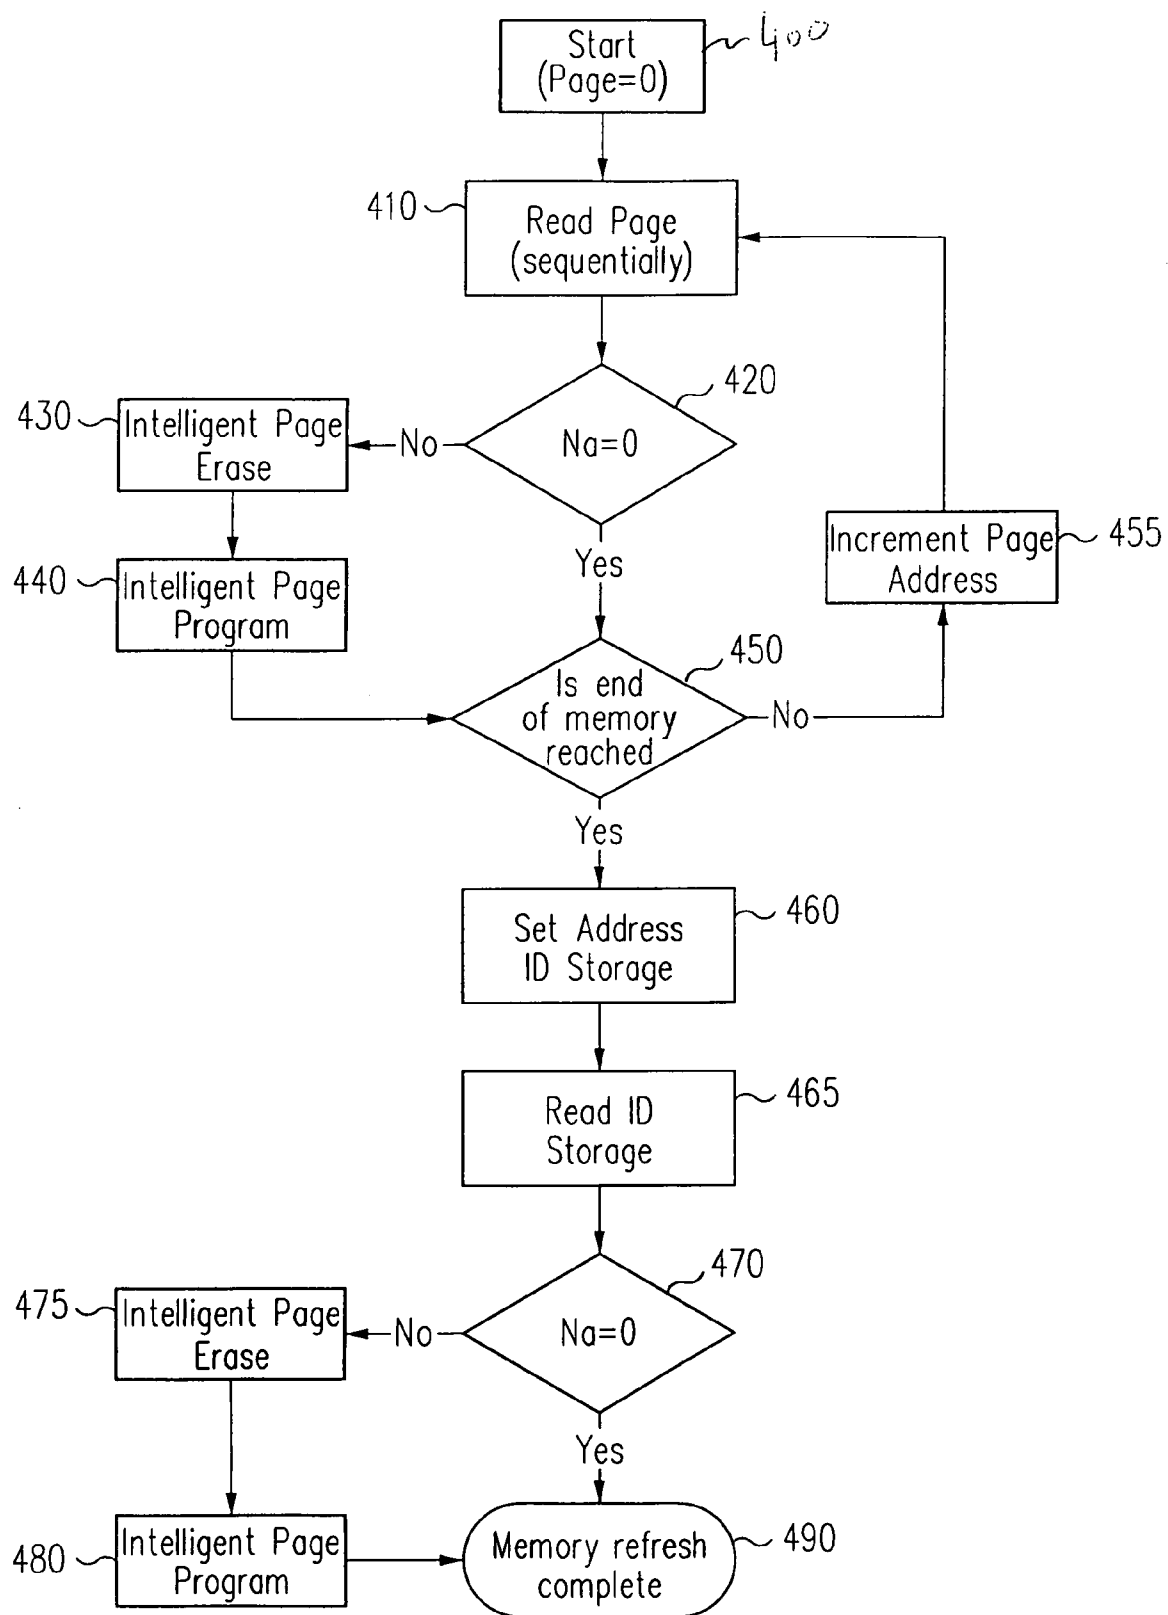 Start
(Page=0)
400
410
Read Page
(sequentially)
420
Na=0
430
Intelligent Page
Erase
No
Yes
Increment Page
Address
455
440
Intelligent Page
Program
450
Is end
of memory
reached
No
Yes
Set Address
ID Storage
460
Read ID
Storage
465
470
Na=0
475
Intelligent Page
Erase
No
Yes
480
Intelligent Page
Program
Memory refresh
complete
490